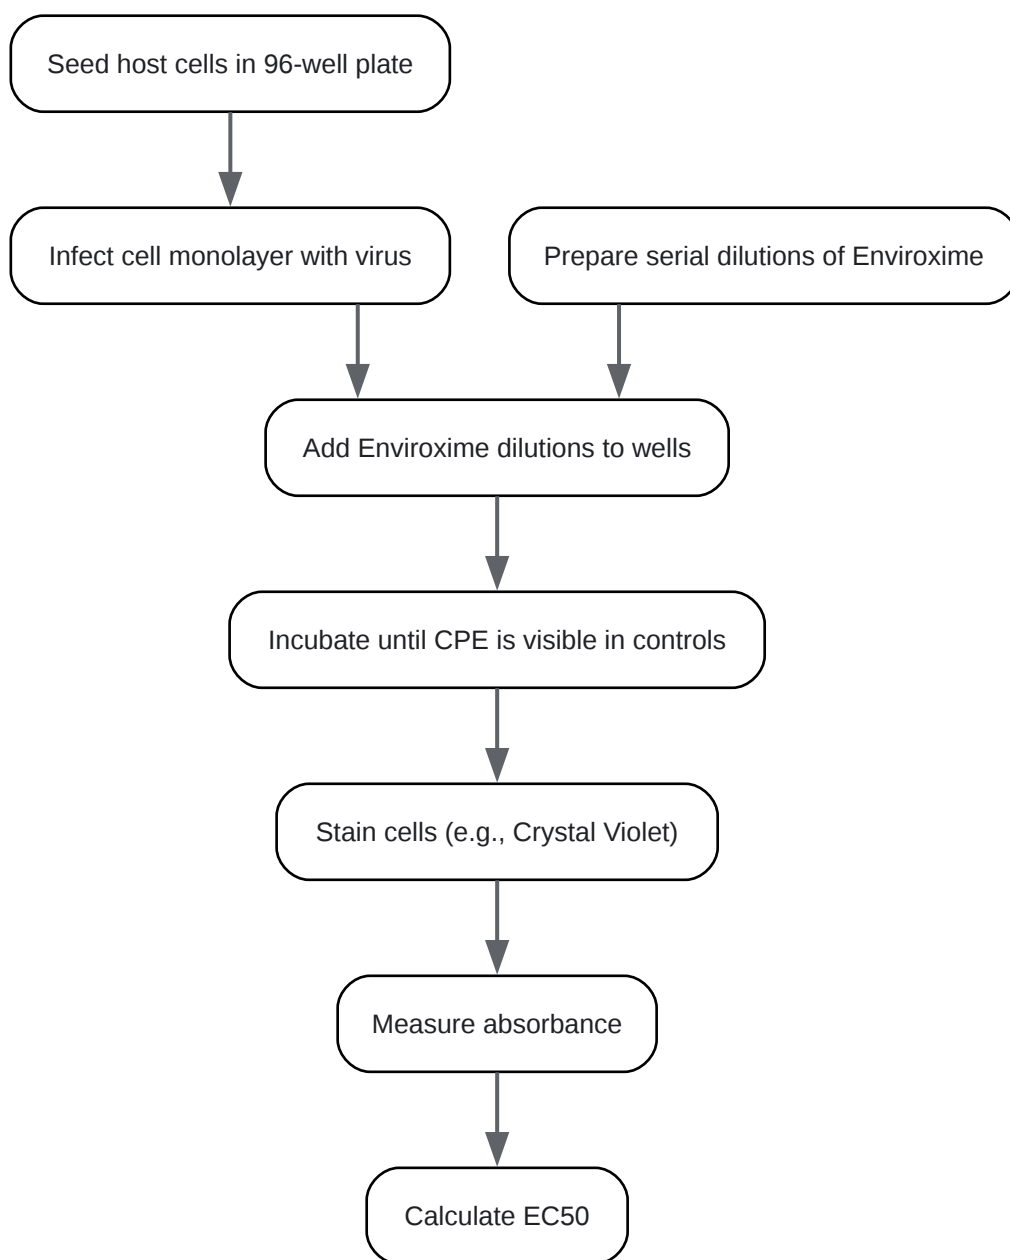 Seed host cells in 96-well plate
Infect cell monolayer with virus
Prepare serial dilutions of Enviroxime
Add Enviroxime dilutions to wells
Incubate until CPE is visible in controls
Stain cells (e.g., Crystal Violet)
Measure absorbance
Calculate EC50